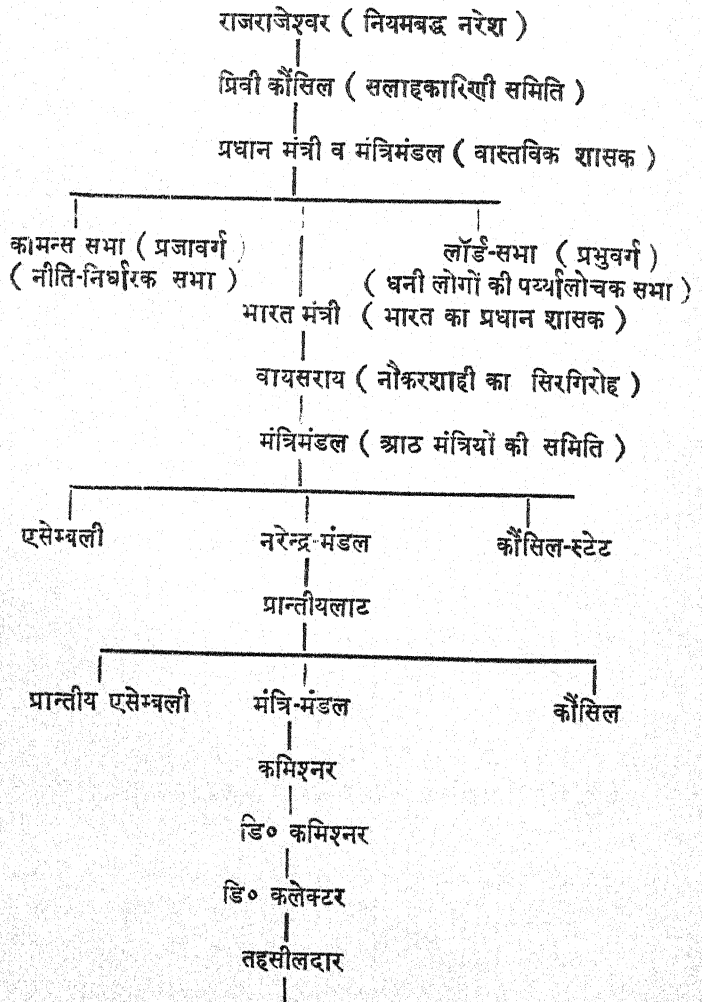 राजराजेश्वर ( नियमबद्ध नरेश )
प्रिवी कौंसिल ( सलाहकारिणी समिति )
प्रधान मंत्री व मंत्रिमंडल ( वास्तविक शासक )
कामन्स सभा ( प्रजावर्ग ) लॉर्ड-सभा ( प्रभुवर्ग )
( नीति-निर्धारक सभा ) ( धनी लोगों की पर्य्यालोचक सभा )
भारत मंत्री ( भारत का प्रधान शासक )
वायसराय ( नौकरशाही का सिरगिरोह )
मंत्रिमंडल ( आठ मंत्रियों की समिति )
एसेम्बली नरेन्द्र-मंडल कौंसिल-स्टेट
प्रान्तीयलाट
प्रान्तीय एसेम्बली मंत्रि-मंडल कौंसिल
कमिश्नर
डि० कमिश्नर
डि० कलेक्टर
तहसीलदार